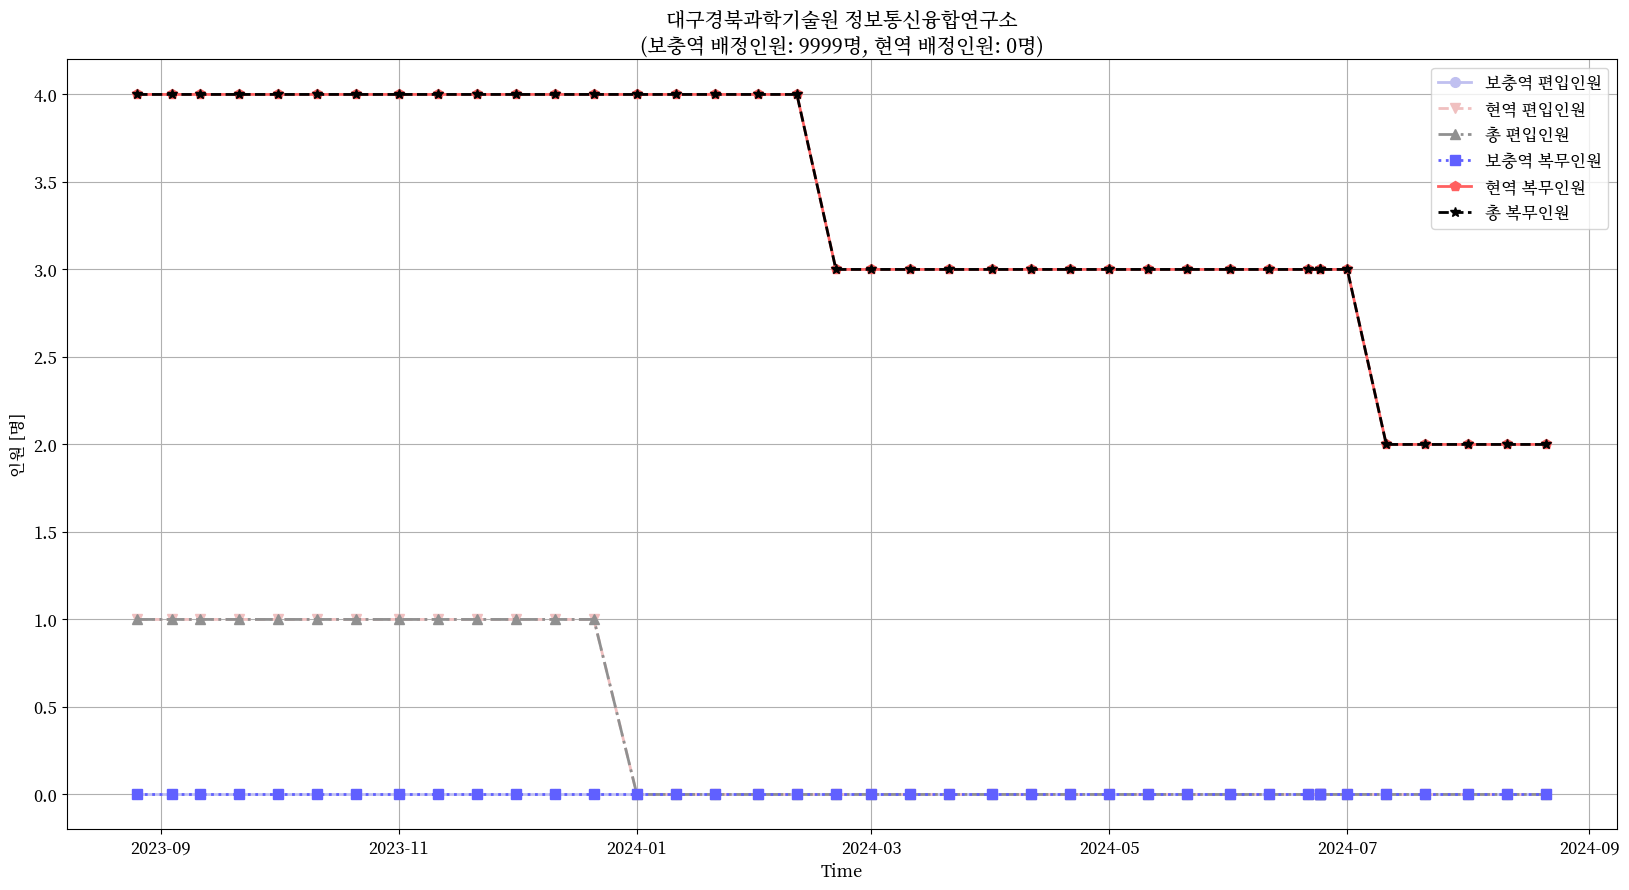 대구경북과학기술원 정보통신융합연구소
(보충역 배정인원: 9999명, 현역 배정인원: 0명)
보충역 편입인원
현역 편입인원
총 편입인원
보충역 복무인원
현역 복무인원
총 복무인원
4.0
3.5
3.0
2.5
2.0
1.5
1.0
0.5
0.0
인원 [명]
2023-09 2023-11 2024-01 2024-03 2024-05 2024-07 2024-09
Time